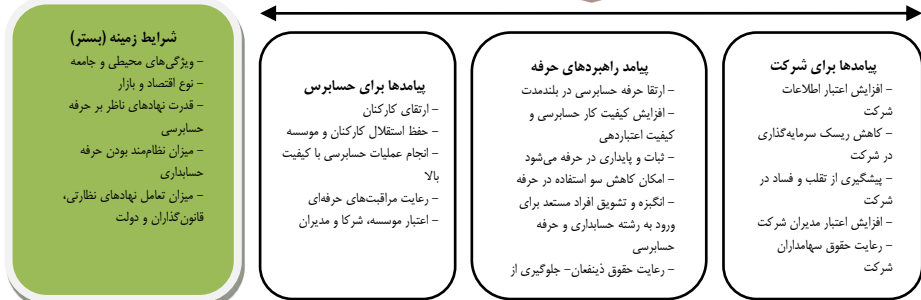 پیامدها برای شرکت
- افزایش اعتبار اطلاعات
شرکت
- کاهش ریسک سرمایه‌گذاری
در شرکت
- پیشگیری از تقلب و فساد در
شرکت
- افزایش اعتبار مدیران شرکت
- رعایت حقوق سهامداران
شرکت
پیامد راهبردهای حرفه
- ارتقا حرفه حسابرسی در بلندمدت
- افزایش کیفیت کار حسابرسی و
کیفیت اعتباردهی
- ثبات و پایداری در حرفه می‌شود
- امکان کاهش سو استفاده در حرفه
- انگبزه و تشویق افراد مستعد برای
ورود به رشته حسابداری و حرفه
حسابرسی
- رعایت حقوق ذینفعان- جلوگیری از
پیامدها برای حسابرس
- ارتقای کارکنان
- حفظ استقلال کارکنان و موسسه
- انجام عملیات حسابرسی با کیفیت
بالا
- رعایت مراقبت‌های حرفه‌ای
- اعتبار موسسه، شرکا و مدیران
شرایط زمینه (بستر)
- ویژگی‌های محیطی و جامعه
- نوع اقتصاد و بازار
- قدرت نهادهای ناظر بر حرفه
حسابرسی
- میزان نظام‌مند بودن حرفه
حسابداری
- میزان تعامل نهادهای نظارتی،
قانون‌گذاران و دولت